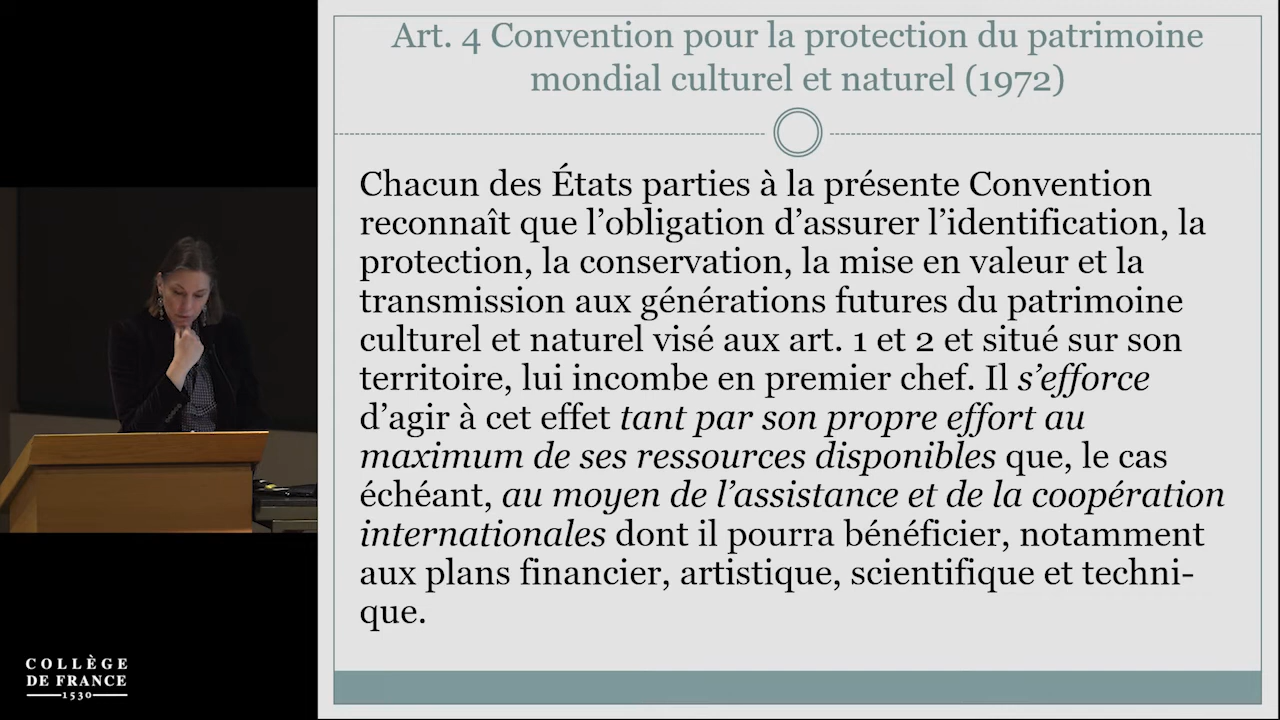 Art. 4 Convention pour la protection du patrimoine
mondial culturel et naturel (1972)
Chacun des États parties à la présente Convention
reconnaît que l’obligation d’assurer l’identification, la
protection, la conservation, la mise en valeur et la
transmission aux générations futures du patrimoine
culturel et naturel visé aux art. 1 et 2 et situé sur son
territoire, lui incombe en premier chef. Il s’efforce
d’agir à cet effet tant par son propre effort au
maximum de ses ressources disponibles que, le cas
échéant, au moyen de l’assistance et de la coopération
internationales dont il pourra bénéficier, notamment
aux plans financier, artistique, scientifique et techni-
que.
COLLÈGE
DE FRANCE
1530